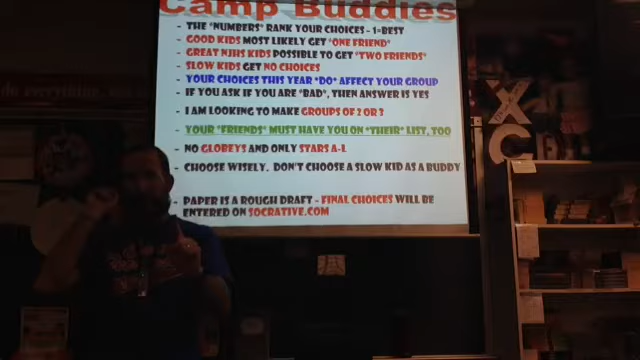 Camp Buddies
- THE *NUMBERS* RANK YOUR CHOICES - 1=BEST
- GOOD KIDS MOST LIKELY GET *ONE FRIEND*
- GREAT NJHS KIDS POSSIBLE TO GET *TWO FRIENDS*
- SLOW KIDS GET NO CHOICES
- YOUR CHOICES THIS YEAR *DO* AFFECT YOUR GROUP
- IF YOU ASK IF YOU ARE *BAD*, THEN ANSWER IS YES
- I AM LOOKING TO MAKE GROUPS OF 2 OR 3
- YOUR *FRIENDS* MUST HAVE YOU ON *THEIR* LIST, TOO
- NO GLOBEYS AND ONLY STARS A-L
- CHOOSE WISELY. DON'T CHOOSE A SLOW KID AS A BUDDY
- PAPER IS A ROUGH DRAFT - FINAL CHOICES WILL BE
ENTERED ON SOCRATIVE.COM
XC